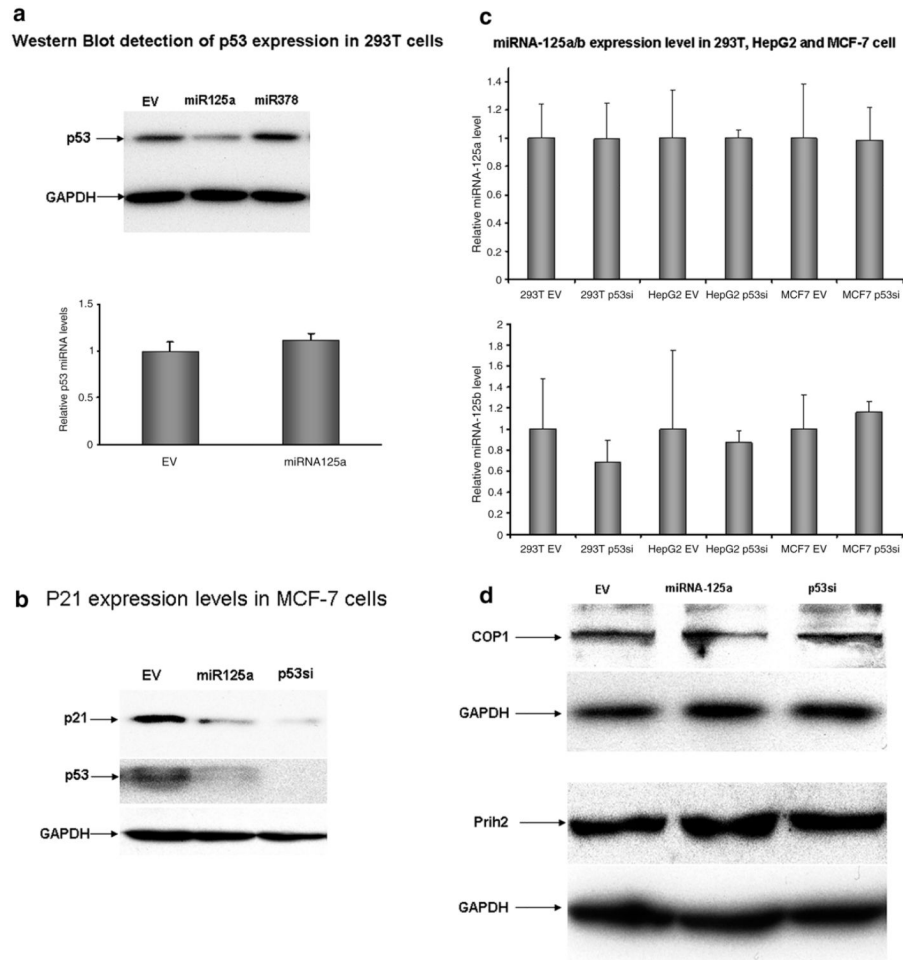 a
Western Blot detection of p53 expression in 293T cells
EV miR125a miR378
p53
GAPDH
Relative p53 miRNA levels
1.5
1
0.5
0
EV miRNA125a
b P21 expression levels in MCF-7 cells
EV miR125a p53si
p21
p53
GAPDH
c
miRNA-125a/b expression level in 293T, HepG2 and MCF-7 cell
Relative miRNA-125a level
1.4
1.2
1
0.8
0.6
0.4
0.2
0
293T EV 293T p53si HepG2 EV HepG2 p53si MCF7 EV MCF7 p53si
Relative miRNA-125b level
2
1.8
1.6
1.4
1.2
1
0.8
0.6
0.4
0.2
0
293T EV 293T p53si HepG2 EV HepG2 p53si MCF7 EV MCF7 p53si
d
EV miRNA-125a p53si
COP1
GAPDH
Prih2
GAPDH